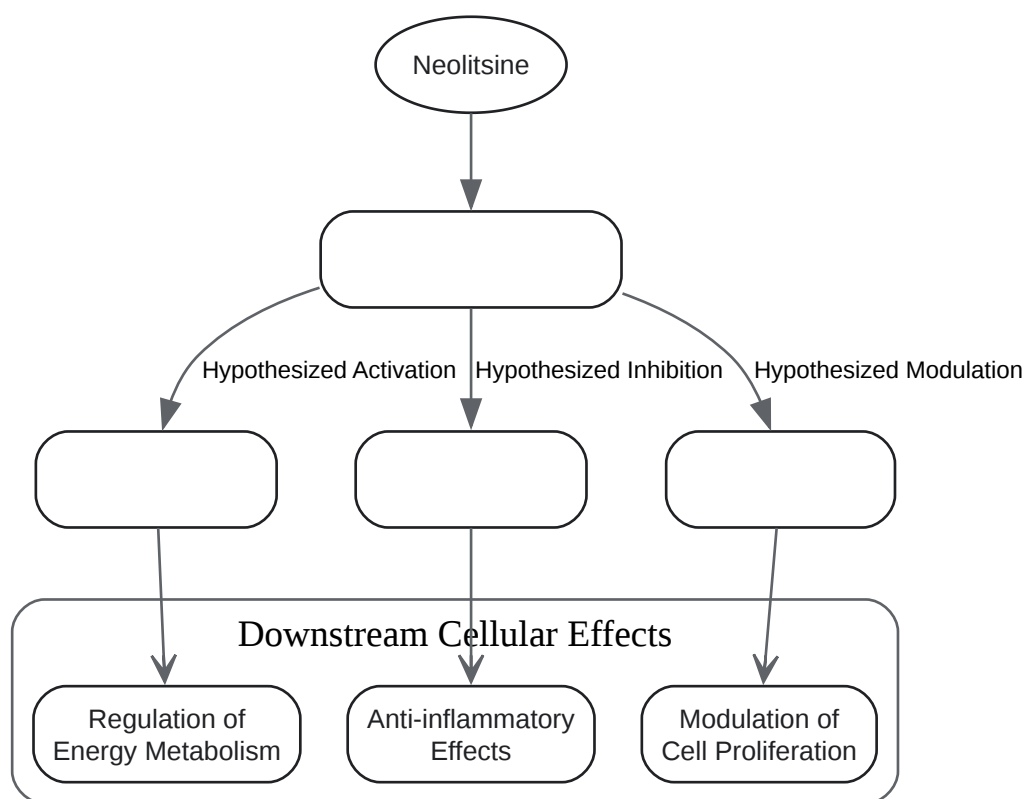 Neolitsine
Hypothesized Activation
Hypothesized Inhibition
Hypothesized Modulation
Downstream Cellular Effects
Regulation of
Energy Metabolism
Anti-inflammatory
Effects
Modulation of
Cell Proliferation